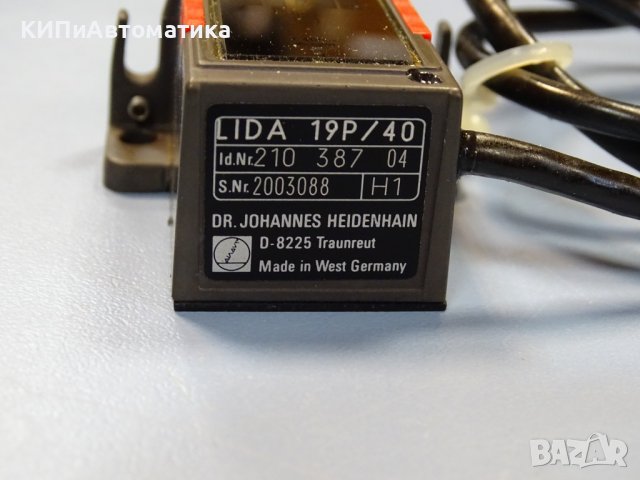 КИПиАвтоматика
LIDA 19P/40
Id.Nr. 210 387 04
S.Nr. 2003088 H1
DR. JOHANNES HEIDENHAIN
D-8225 Traunreut
Made in West Germany
BAZAR